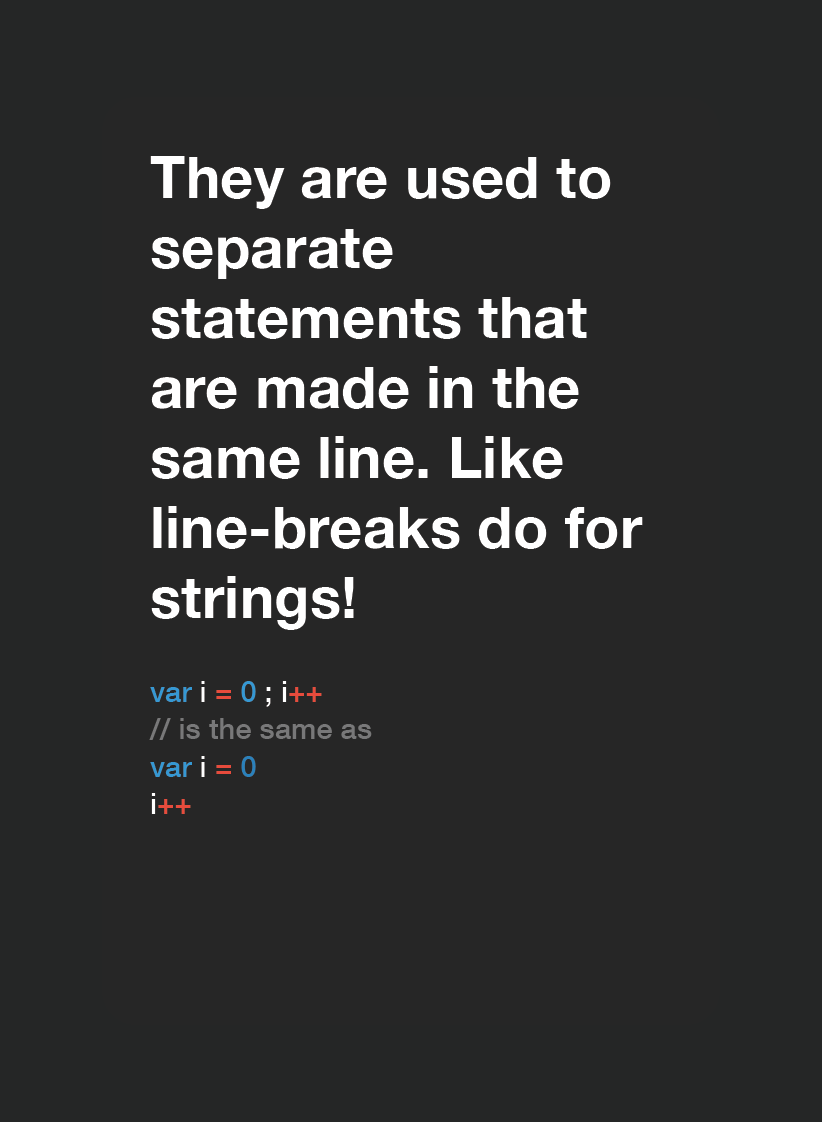 They are used to
separate
statements that
are made in the
same line. Like
line-breaks do for
strings!
var i = 0 ; i++
// is the same as
var i = 0
i++